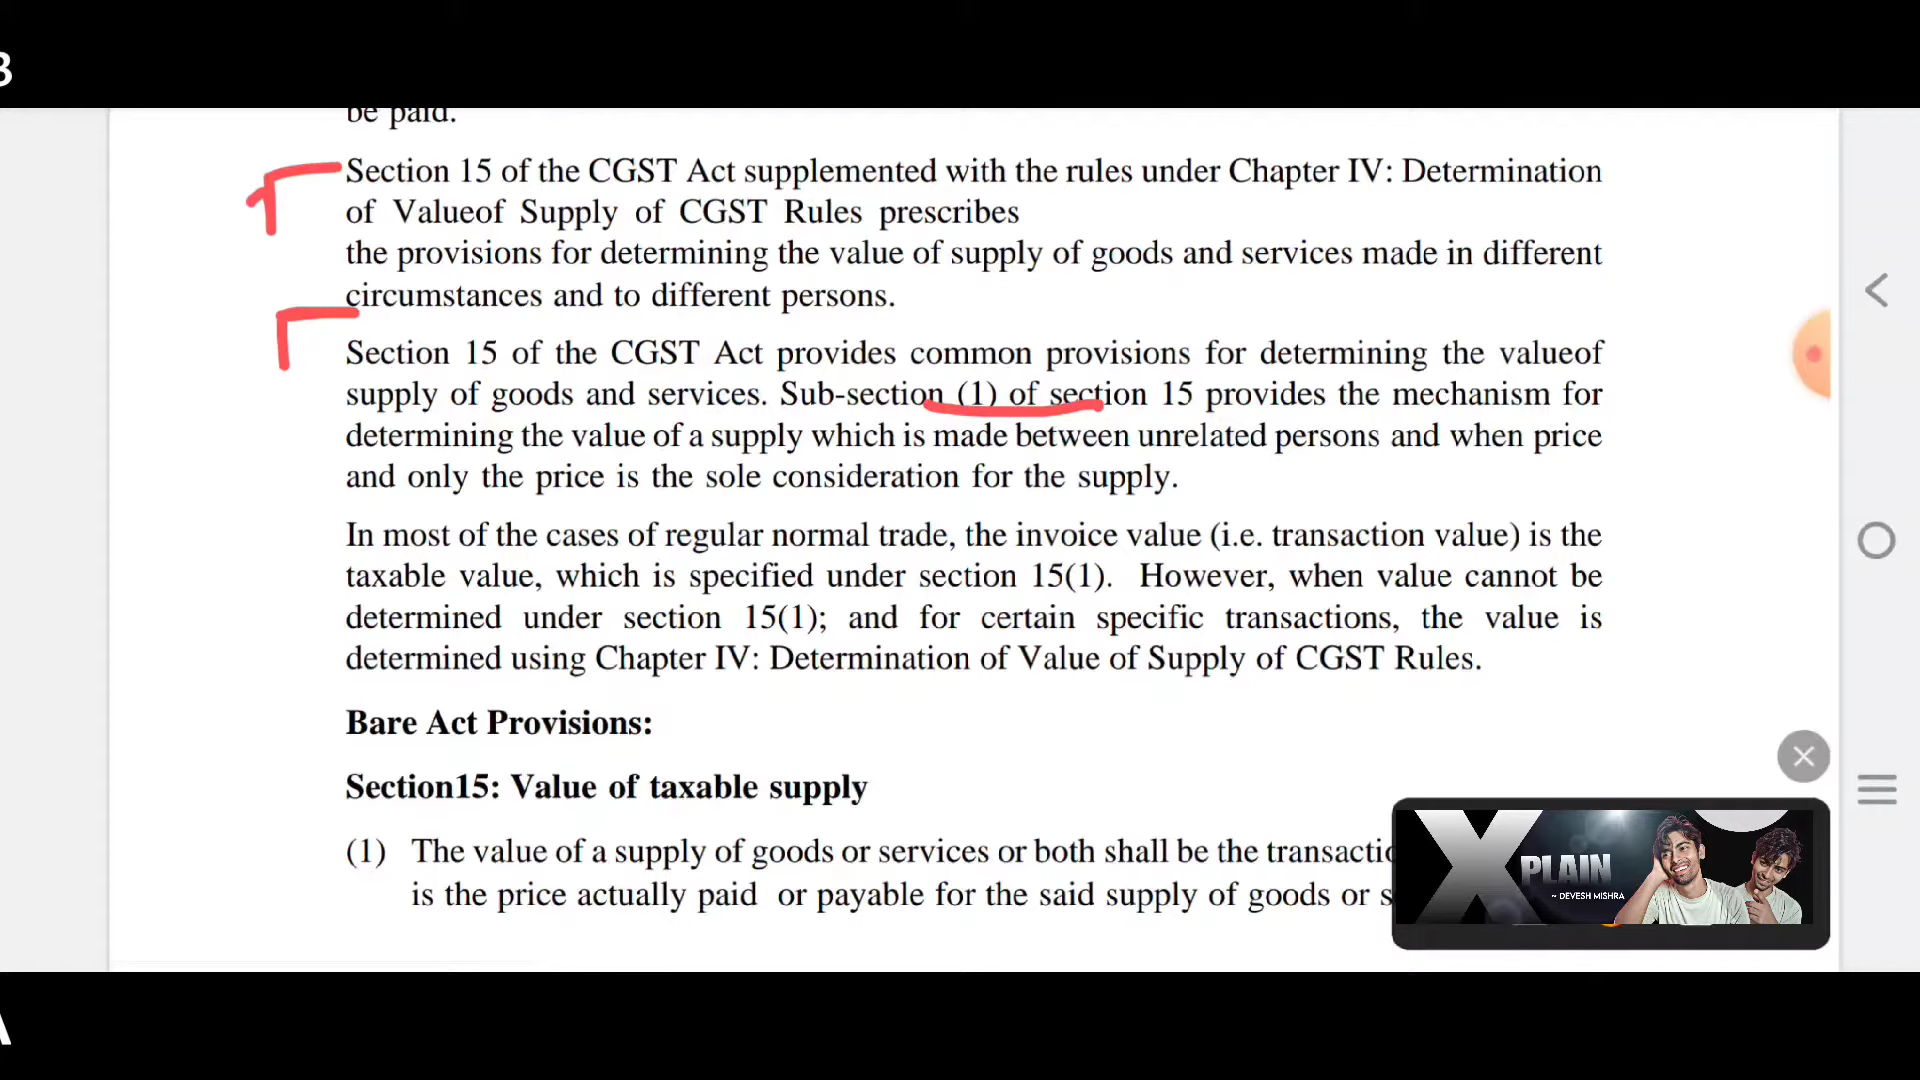 3
be paid.
Section 15 of the CGST Act supplemented with the rules under Chapter IV: Determination
of Valueof Supply of CGST Rules prescribes
the provisions for determining the value of supply of goods and services made in different
circumstances and to different persons.
Section 15 of the CGST Act provides common provisions for determining the valueof
supply of goods and services. Sub-section (1) of section 15 provides the mechanism for
determining the value of a supply which is made between unrelated persons and when price
and only the price is the sole consideration for the supply.
In most of the cases of regular normal trade, the invoice value (i.e. transaction value) is the
taxable value, which is specified under section 15(1). However, when value cannot be
determined under section 15(1); and for certain specific transactions, the value is
determined using Chapter IV: Determination of Value of Supply of CGST Rules.
Bare Act Provisions:
Section15: Value of taxable supply
(1) The value of a supply of goods or services or both shall be the
is the price actually paid or payable for the said supply of goods or
XPLAIN
~ DEVESH MISHRA